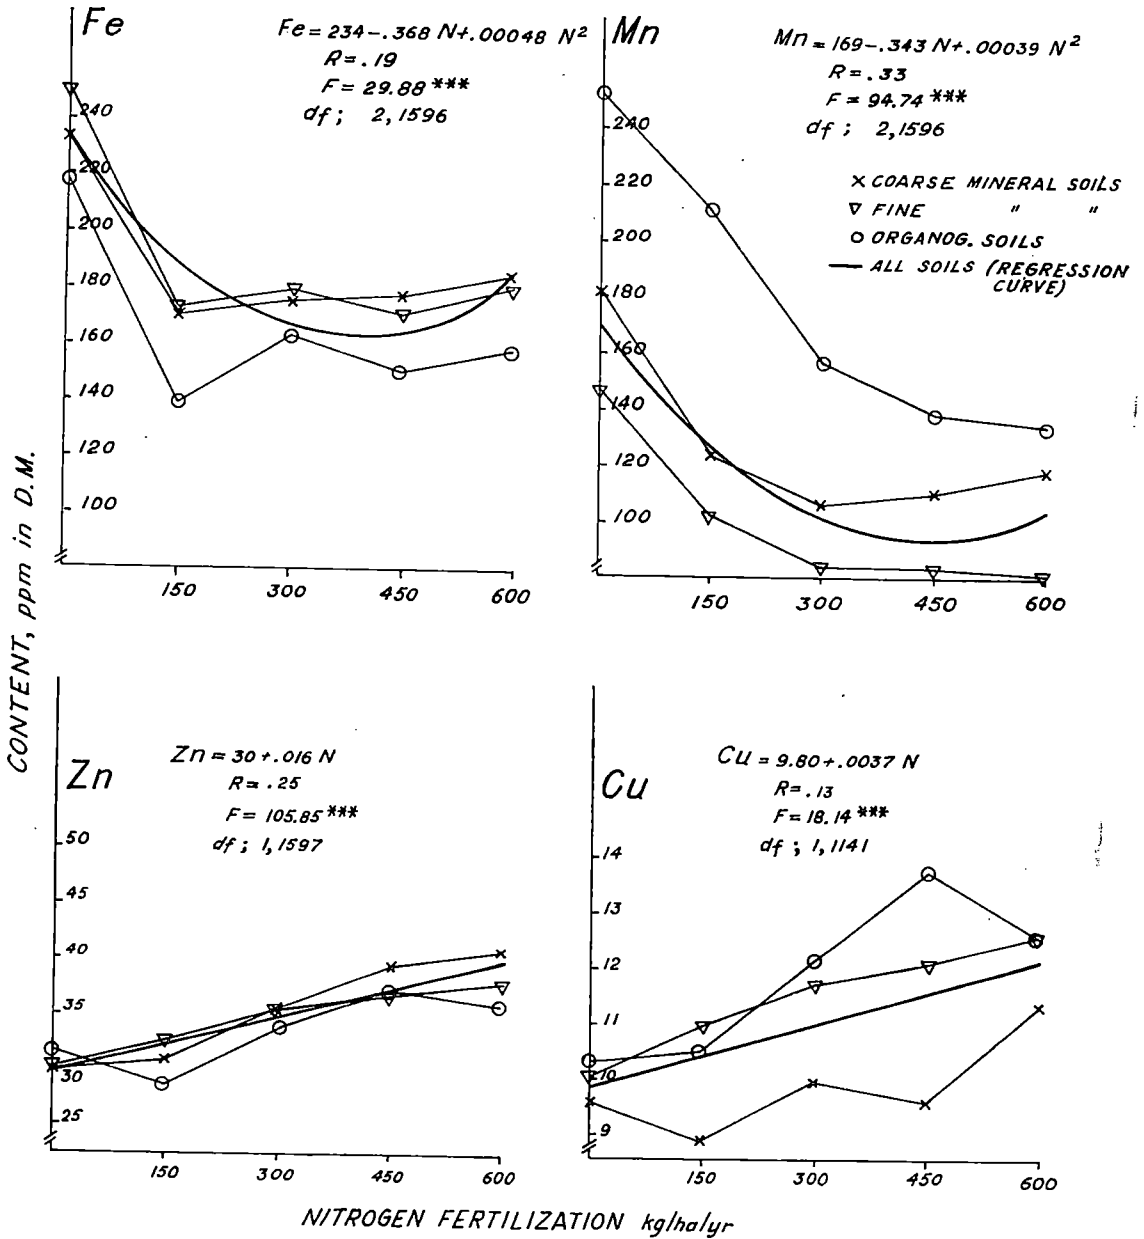 Fe
Fe = 234-.368 N+.00048 N²
R = .19
F = 29.88 ***
df ; 2,1596
240
220
200
180
160
140
120
100
150 300 450 600
Mn
Mn = 169-.343 N+.00039 N²
R = .33
F = 94.74 ***
df ; 2,1596
× COARSE MINERAL SOILS
▽ FINE " "
○ ORGANOG. SOILS
— ALL SOILS (REGRESSION
CURVE)
240
220
200
180
160
140
120
100
150 300 450 600
CONTENT, ppm in D.M.
Zn
Zn = 30 +.016 N
R = .25
F = 105.85 ***
df ; 1,1597
50
45
40
35
30
25
150 300 450 600
Cu
Cu = 9.80+.0037 N
R = .13
F = 18.14 ***
df ; 1,1141
14
13
12
11
10
9
150 300 450 600
NITROGEN FERTILIZATION kg/ha/yr